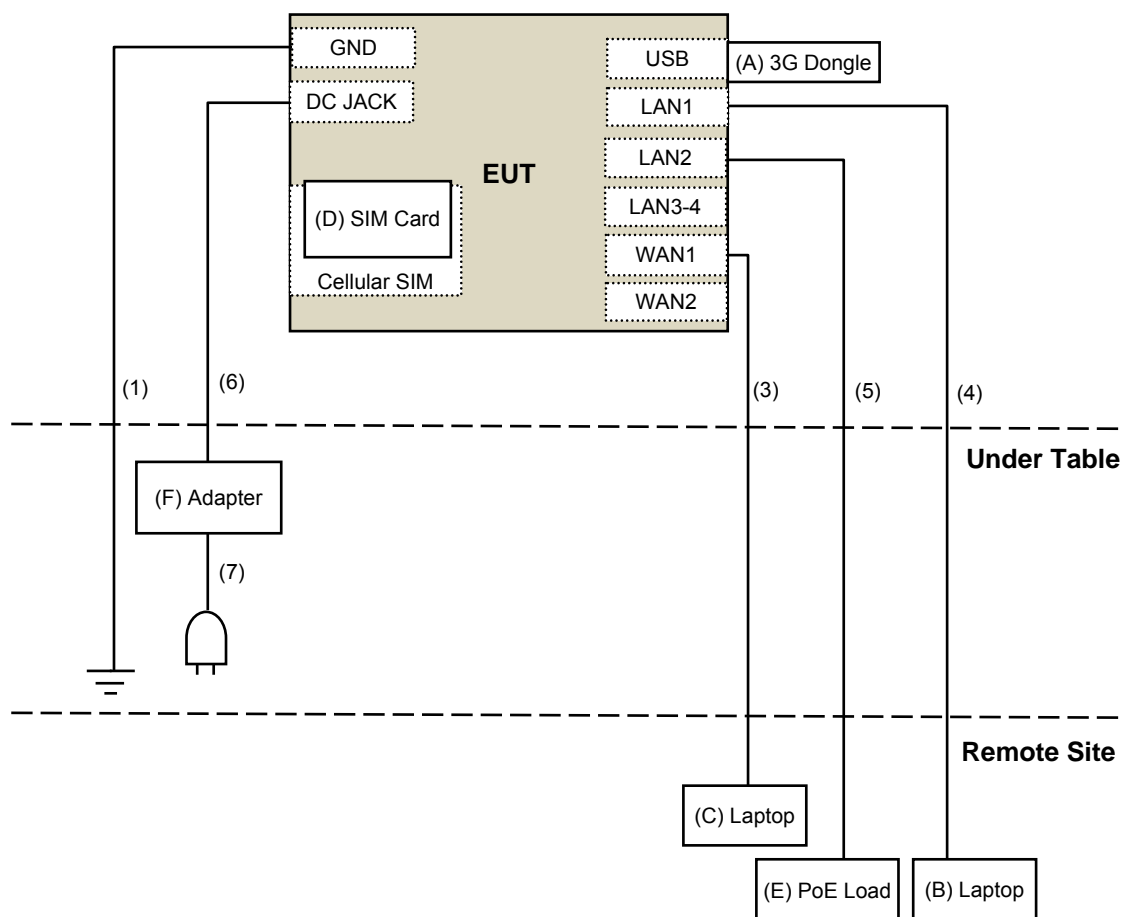 GND
USB
(A) 3G Dongle
DC JACK
LAN1
LAN2
EUT
(D) SIM Card
LAN3-4
WAN1
Cellular SIM
WAN2
(1)
(6)
(3)
(5)
(4)
Under Table
(F) Adapter
(7)
Remote Site
(C) Laptop
(E) PoE Load
(B) Laptop